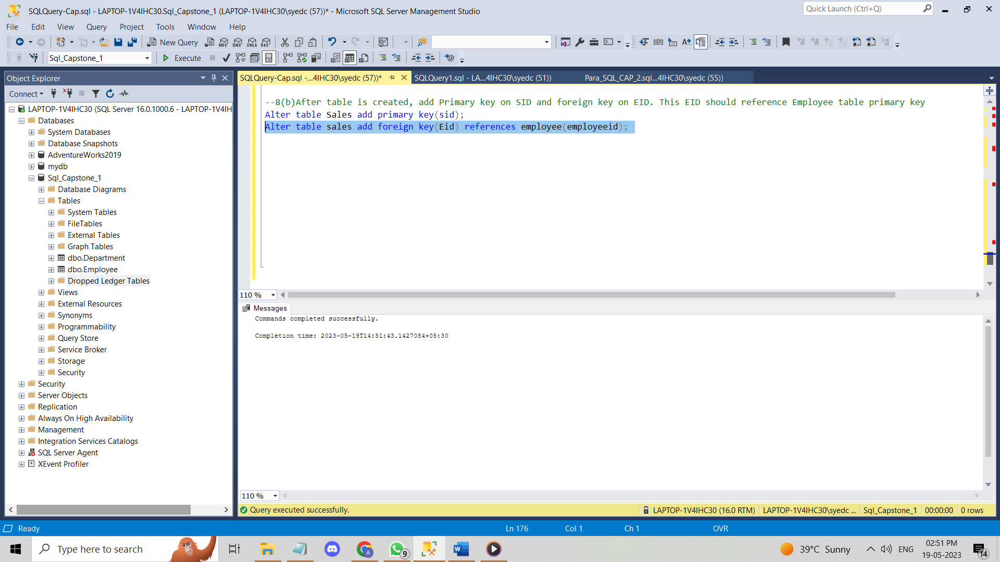 SQLQuery-Cap.sql - LAPTOP-1V4IHC30.Sql_Capstone_1 (LAPTOP-1V4IHC30\syedc (57))* - Microsoft SQL Server Management Studio
Quick Launch (Ctrl+Q)
File Edit View Query Project Tools Window Help
New Query MDX DMX XMLA DAX
Sql_Capstone_1 Execute
Object Explorer
Connect
LAPTOP-1V4IHC30 (SQL Server 16.0.1000.6 - LAPTOP-1V4IH
Databases
System Databases
Database Snapshots
AdventureWorks2019
mydb
Sql_Capstone_1
Database Diagrams
Tables
System Tables
FileTables
External Tables
Graph Tables
dbo.Department
dbo.Employee
Dropped Ledger Tables
Views
External Resources
Synonyms
Programmability
Query Store
Service Broker
Storage
Security
Security
Server Objects
Replication
Always On High Availability
Management
Integration Services Catalogs
SQL Server Agent
XEvent Profiler
SQLQuery-Cap.sql -...4IHC30\syedc (57))* SQLQuery1.sql - LA...4IHC30\syedc (51)) Para_SQL_CAP_2.sql...4IHC30\syedc (55))
--8(b)After table is created, add Primary key on SID and foreign key on EID. This EID should reference Employee table primary key
Alter table Sales add primary key(sid);
Alter table sales add foreign key(Eid) references employee(employeeid);
110 %
Messages
Commands completed successfully.
Completion time: 2023-05-19T14:51:43.1427084+05:30
110 %
Query executed successfully. LAPTOP-1V4IHC30 (16.0 RTM) LAPTOP-1V4IHC30\syedc ... Sql_Capstone_1 00:00:00 0 rows
Ready Ln 176 Col 1 Ch 1 OVR
Type here to search 9 39°C Sunny ENG 02:51 PM
19-05-2023 14